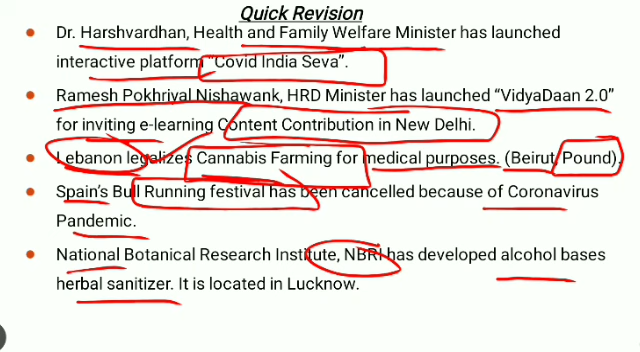 Quick Revision
Dr. Harshvardhan, Health and Family Welfare Minister has launched
interactive platform “Covid India Seva”.
Ramesh Pokhriyal Nishawank, HRD Minister has launched “VidyaDaan 2.0”
for inviting e-learning Content Contribution in New Delhi.
Lebanon legalizes Cannabis Farming for medical purposes. (Beirut, Pound).
Spain's Bull Running festival has been cancelled because of Coronavirus
Pandemic.
National Botanical Research Institute, NBRI has developed alcohol bases
herbal sanitizer. It is located in Lucknow.